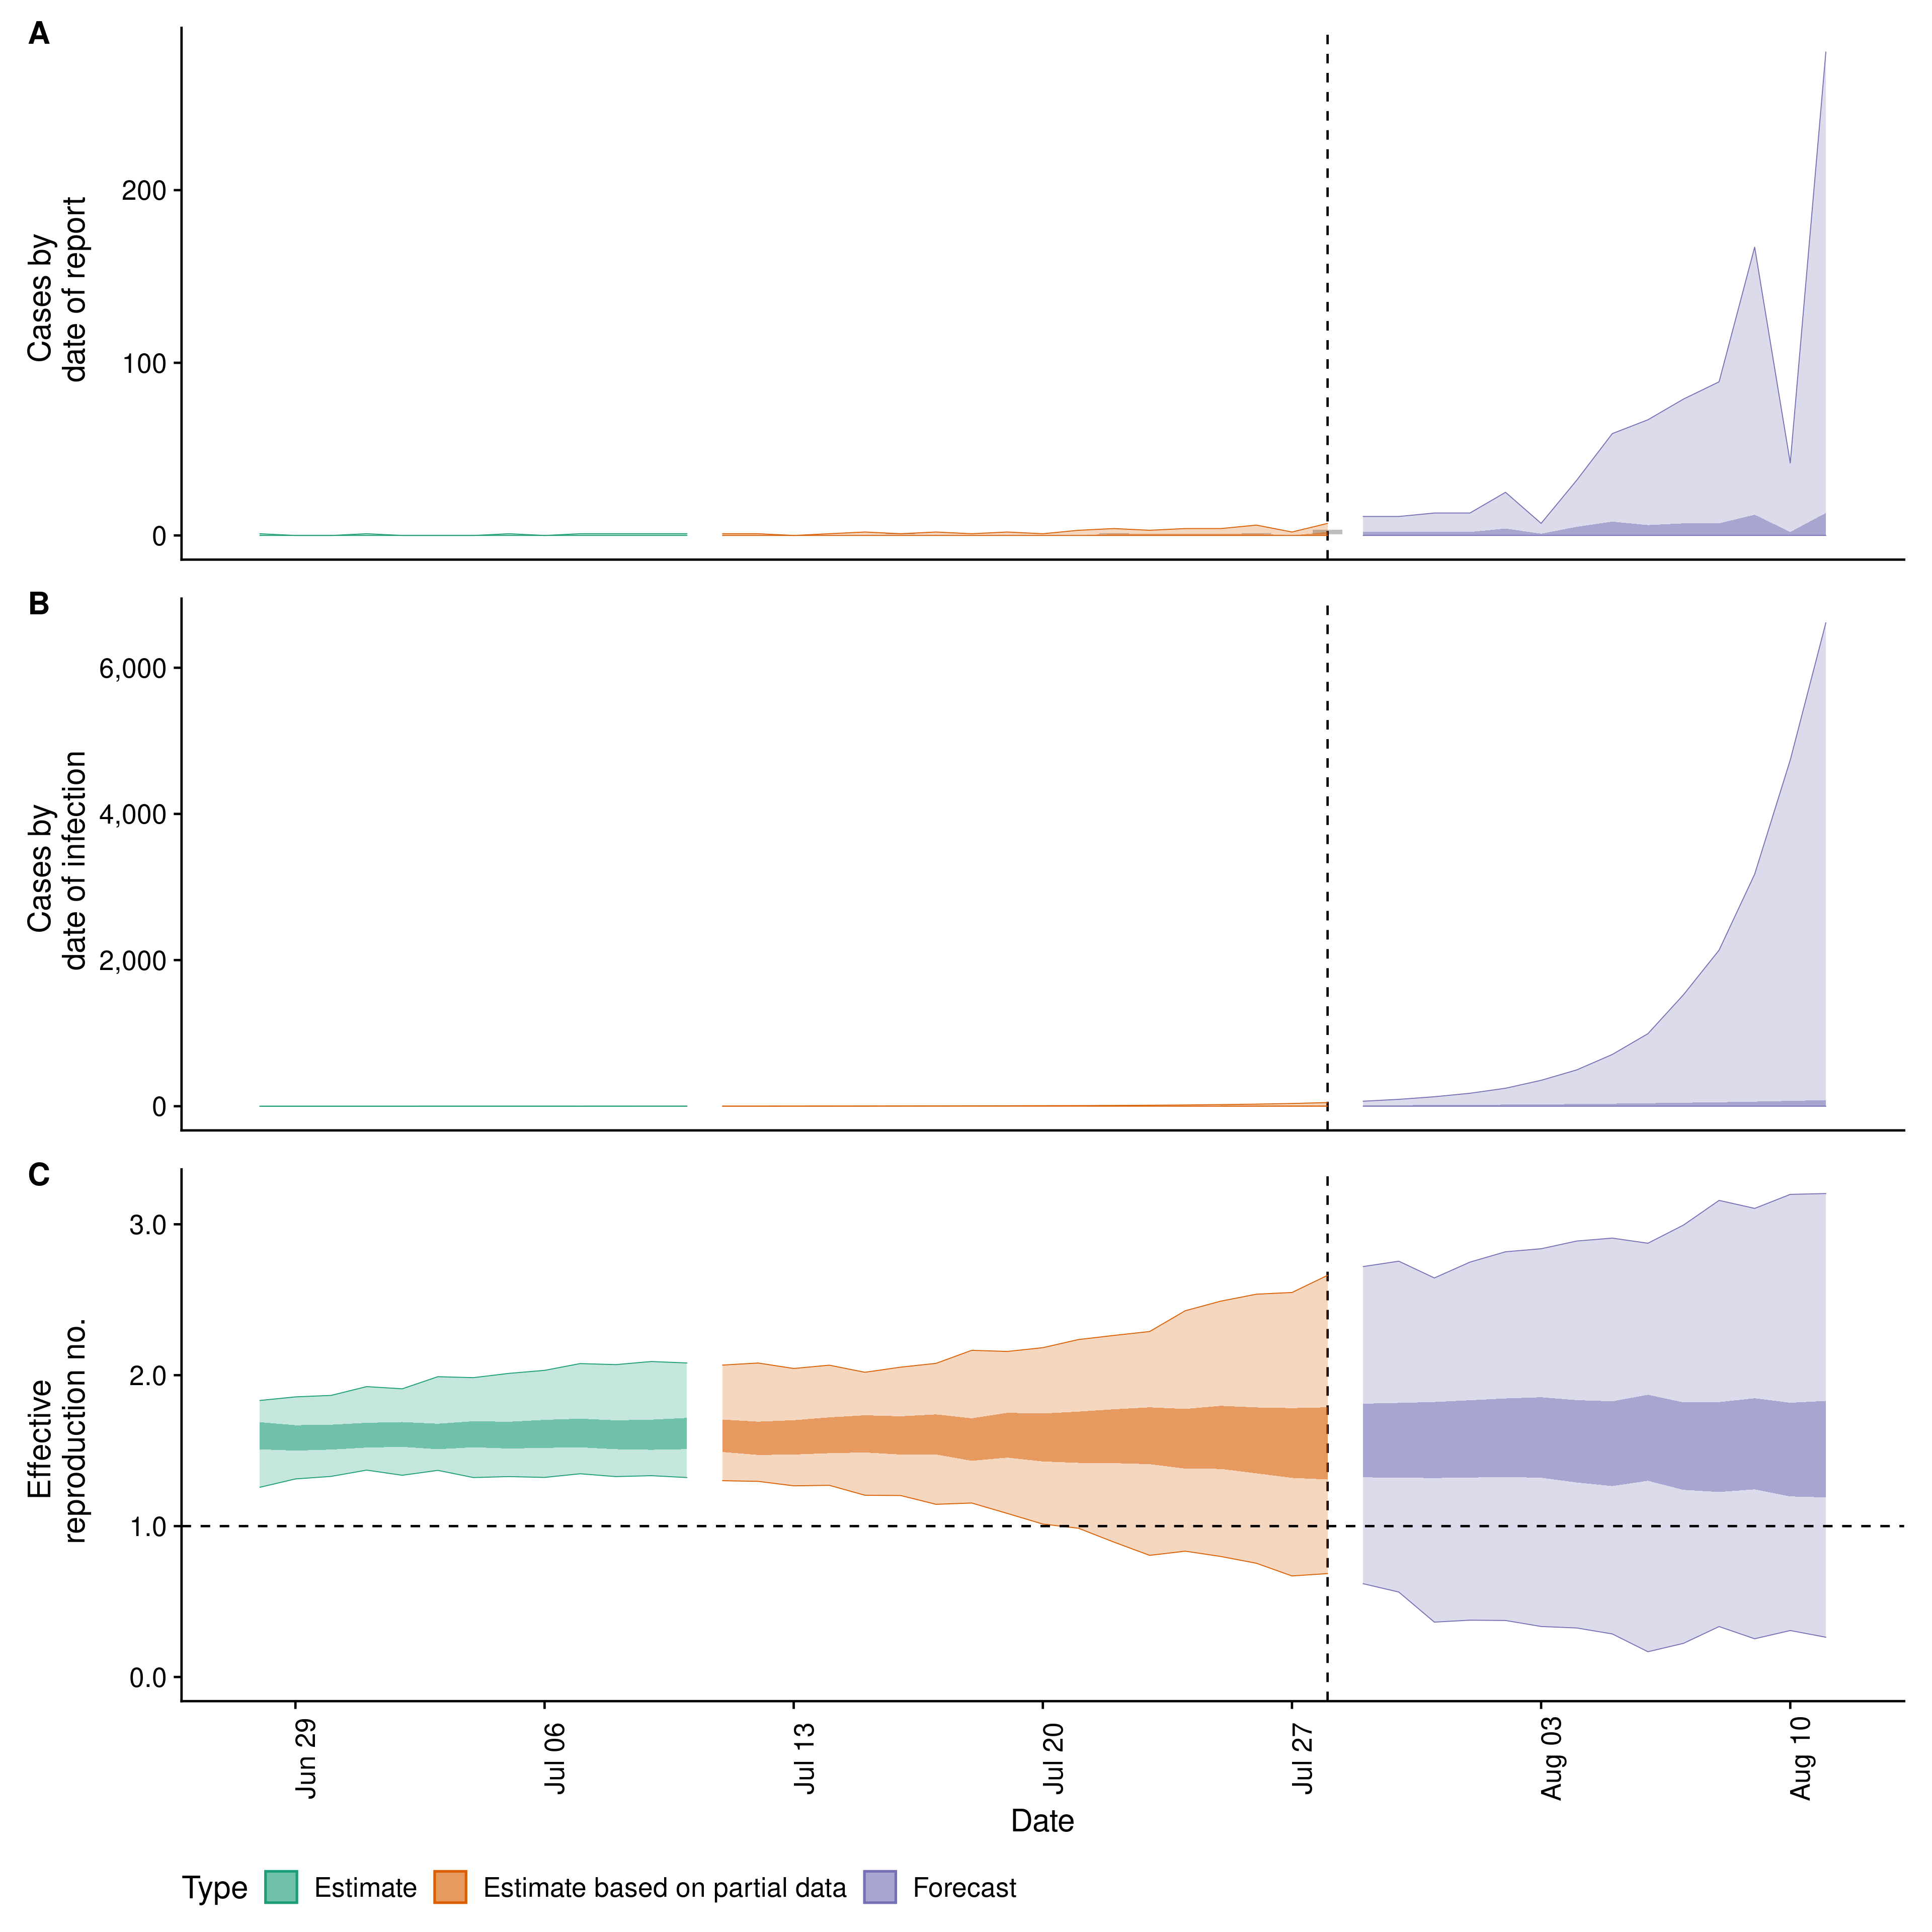 A
Cases by
date of report
200
100
0
B
Cases by
date of infection
6,000
4,000
2,000
0
C
Effective
reproduction no.
3.0
2.0
1.0
0.0
Jun 29
Jul 06
Jul 13
Jul 20
Jul 27
Aug 03
Aug 10
Date
Type
Estimate
Estimate based on partial data
Forecast